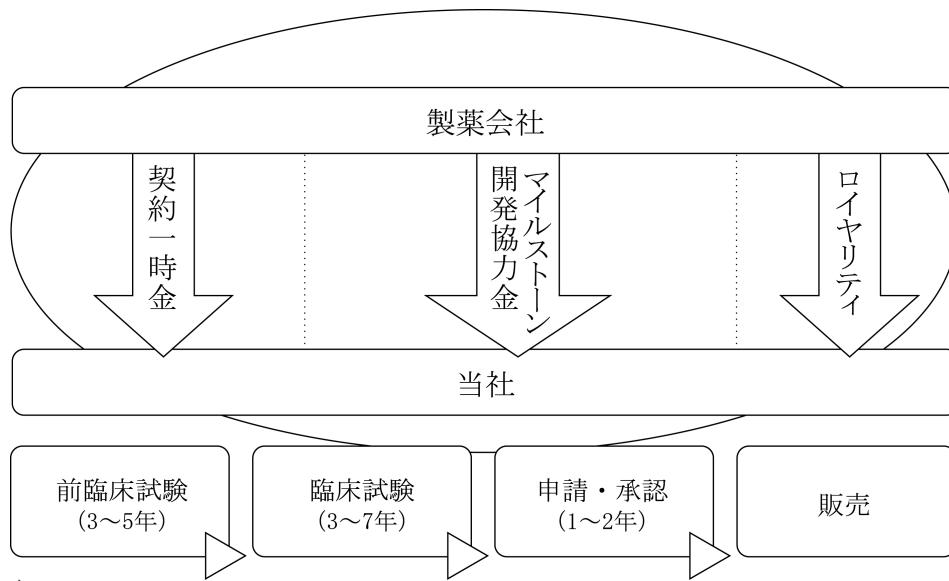 製薬会社
契約一時金
マイルストーン
開発協力金
ロイヤリティ
当社
前臨床試験
（3～5年）
臨床試験
（3～7年）
申請・承認
（1～2年）
販売